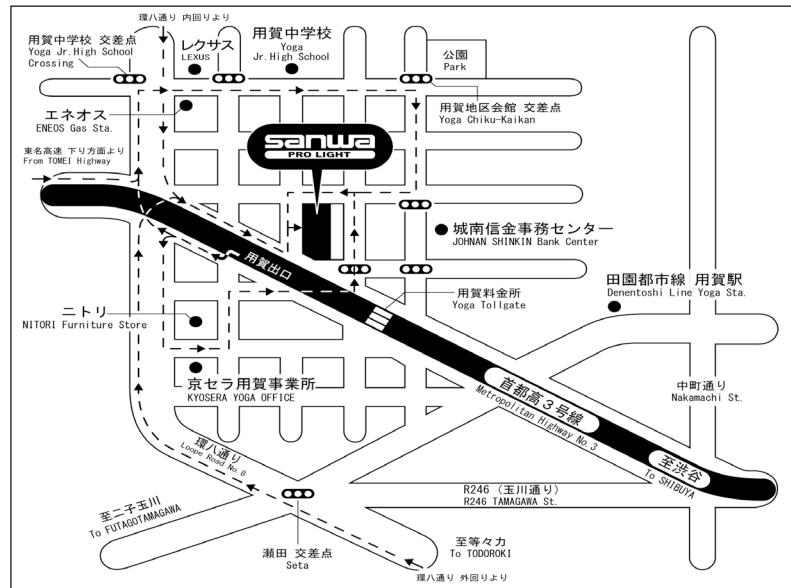 環八通り 内回りより
用賀中学校 交差点
Yoga Jr.High School
Crossing
レクサス
LEXUS
用賀中学校
Yoga
Jr.High School
公園
Park
エネオス
ENEOS Gas Sta.
用賀地区会館 交差点
Yoga Chiku-Kaikan
sanwa
PRO LIGHT
東名高速 下り方面より
From TOMEI Highway
城南信金事務センター
JOHNAN SHINKIN Bank Center
用賀出口
田園都市線 用賀駅
Denentoshi Line Yoga Sta.
用賀料金所
Yoga Tollgate
ニトリ
NITORI Furniture Store
京セラ用賀事業所
KYOSERA YOGA OFFICE
中町通り
Nakamachi St.
首都高3号線
Metropolitan Highway No.3
環八通り
Loope Road No.8
至渋谷
To SHIBUYA
R246 (玉川通り)
R246 TAMAGAWA St.
至二子玉川
To FUTAGOTAMAGAWA
瀬田 交差点
Seta
至等々力
To TODOROKI
環八通り 外回りより